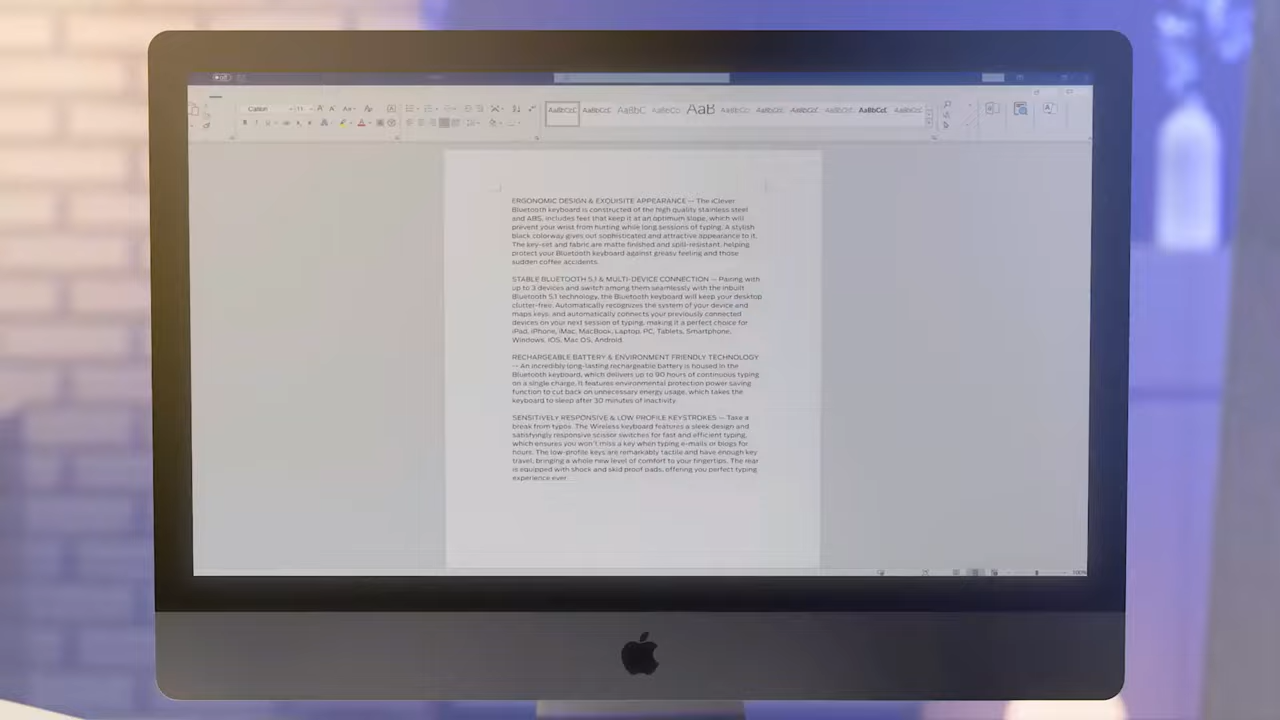 Calibri
11
AaBbCcC AaBbCcC AaBbC AaBbCc AaB AaBbCcC AaBbCcC AaBbCcC AaBbCcC AaBbCcC AaBbCcC
ERGONOMIC DESIGN & EXQUISITE APPEARANCE -- The iClever
Bluetooth keyboard is constructed of the high quality stainless steel
and ABS, includes feet that keep it at an optimum slope, which will
prevent your wrist from hurting while long sessions of typing. A stylish
black colorway gives out sophisticated and attractive appearance to it.
The key-set and fabric are matte finished and spill-resistant, helping
protect your Bluetooth keyboard against greasy feeling and those
sudden coffee accidents.
STABLE BLUETOOTH 5.1 & MULTI-DEVICE CONNECTION -- Pairing with
up to 3 devices and switch among them seamlessly with the inbuilt
Bluetooth 5.1 technology, the Bluetooth keyboard will keep your desktop
clutter-free. Automatically recognizes the system of your device and
maps keys, and automatically connects your previously connected
devices on your next session of typing, making it a perfect choice for
iPad, iPhone, iMac, MacBook, Laptop, PC, Tablets, Smartphone,
Windows, iOS, Mac OS, Android.
RECHARGEABLE BATTERY & ENVIRONMENT FRIENDLY TECHNOLOGY
-- An incredibly long-lasting rechargeable battery is housed in the
Bluetooth keyboard, which delivers up to 90 hours of continuous typing
on a single charge. It features environmental protection power saving
function to cut back on unnecessary energy usage, which takes the
keyboard to sleep after 30 minutes of inactivity.
SENSITIVELY RESPONSIVE & LOW PROFILE KEYSTROKES -- Take a
break from typos. The Wireless keyboard features a sleek design and
satisfyingly responsive scissor switches for fast and efficient typing,
which ensures you won't miss a key when typing e-mails or blogs for
hours. The low-profile keys are remarkably tactile and have enough key
travel, bringing a whole new level of comfort to your fingertips. The rear
is equipped with shock and skid proof pads, offering you perfect typing
experience ever.
100%